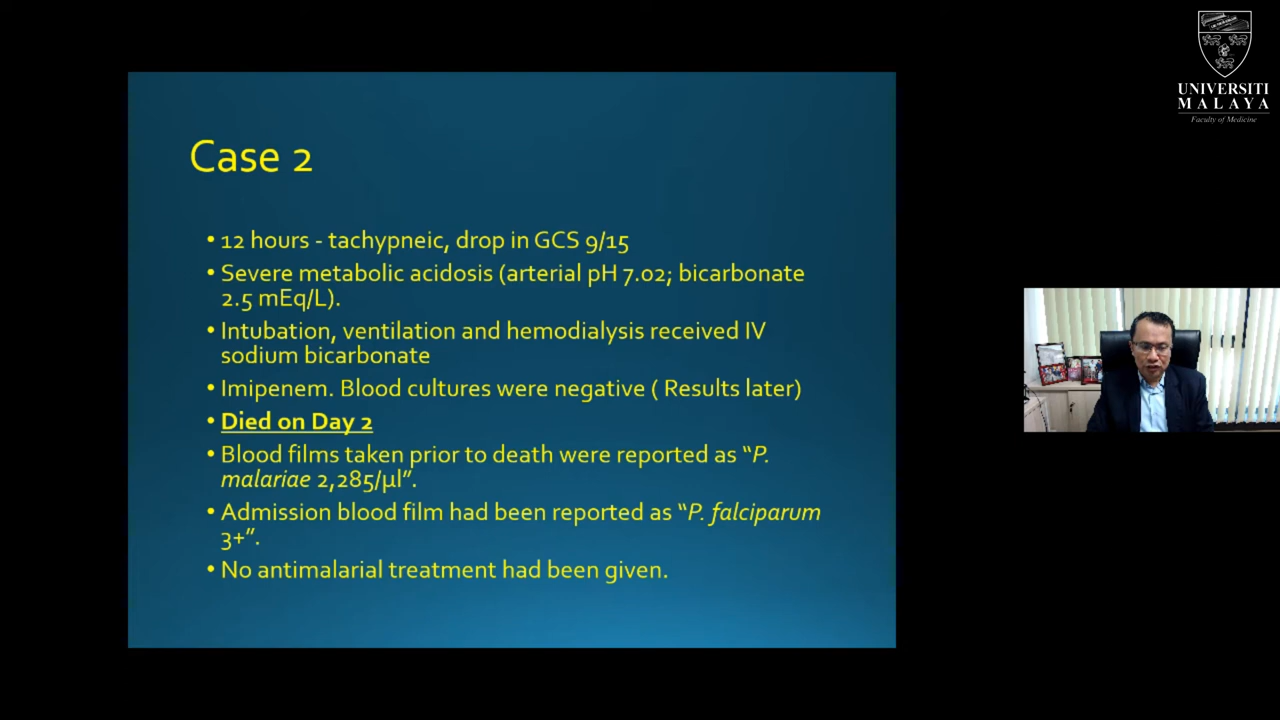 UNIVERSITI
MALAYA
Faculty of Medicine
Case 2
• 12 hours - tachypneic, drop in GCS 9/15
• Severe metabolic acidosis (arterial pH 7.02; bicarbonate
2.5 mEq/L).
• Intubation, ventilation and hemodialysis received IV
sodium bicarbonate
• Imipenem. Blood cultures were negative ( Results later)
• Died on Day 2
• Blood films taken prior to death were reported as “P.
malariae 2,285/µl”.
• Admission blood film had been reported as “P. falciparum
3+”.
• No antimalarial treatment had been given.